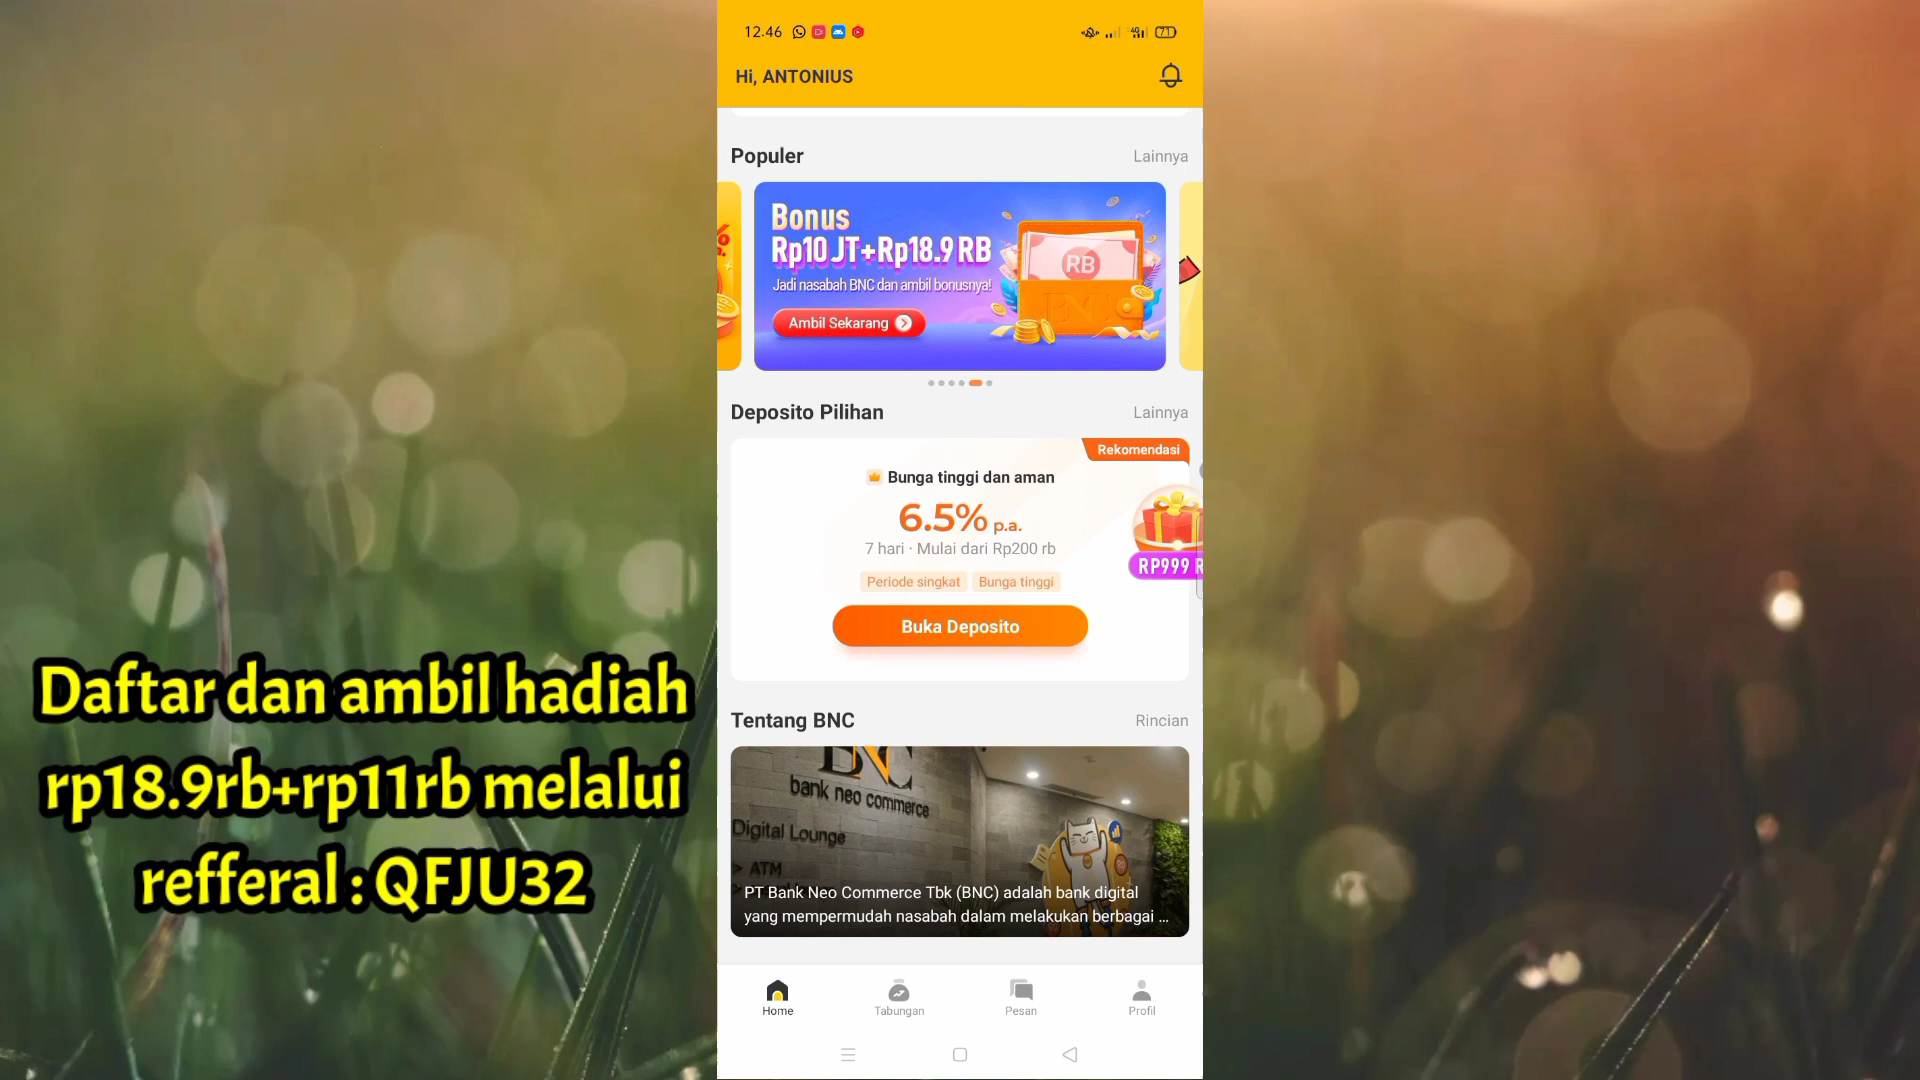 12.46
4G
71
Hi, ANTONIUS
Populer
Lainnya
Bonus
Rp10 JT+Rp18.9 RB
Jadi nasabah BNC dan ambil bonusnya!
Ambil Sekarang
RB
BNC
Deposito Pilihan
Lainnya
Rekomendasi
Bunga tinggi dan aman
6.5% p.a.
7 hari · Mulai dari Rp200 rb
Periode singkat
Bunga tinggi
RP999 R
Buka Deposito
Tentang BNC
Rincian
BNC
bank neo commerce
Digital Lounge
> ATM
PT Bank Neo Commerce Tbk (BNC) adalah bank digital
yang mempermudah nasabah dalam melakukan berbagai ...
Home
Tabungan
Pesan
Profil
Daftar dan ambil hadiah
rp18.9rb+rp11rb melalui
refferal : QFJU32